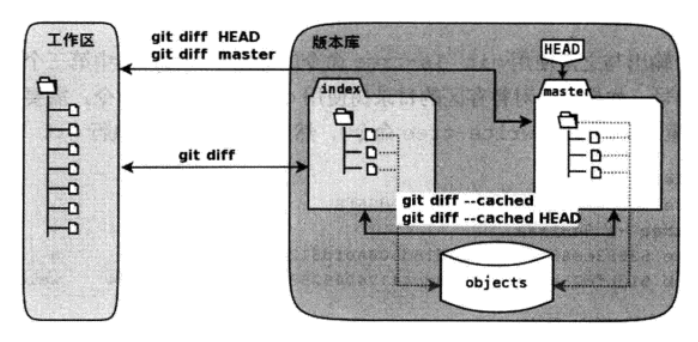 工作区
git diff HEAD
git diff master
版本库
HEAD
index
master
git diff
git diff --cached
git diff --cached HEAD
objects